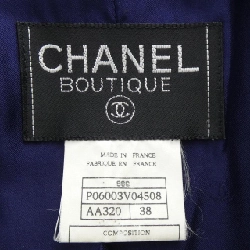 CHANEL
BOUTIQUE
MADE IN FRANCE
FABRIQUE EN FRANCE
P06003V04508
AA320 38
COMPOSITION